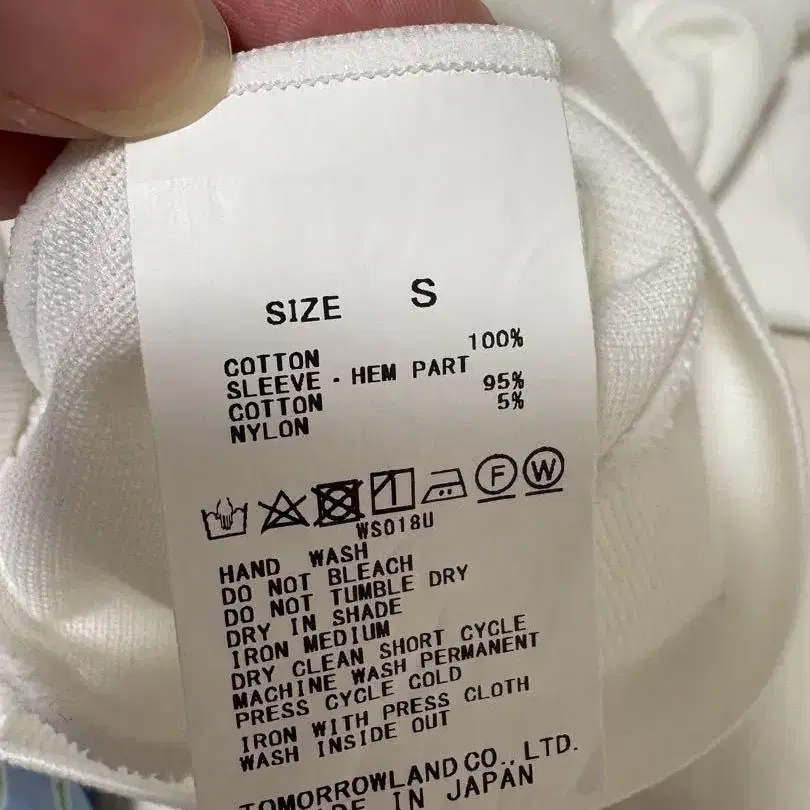 SIZE S
COTTON 100%
SLEEVE・HEM PART
COTTON 95%
NYLON 5%
F W
WS018U
HAND WASH
DO NOT BLEACH
DO NOT TUMBLE DRY
DRY IN SHADE
IRON MEDIUM
DRY CLEAN SHORT CYCLE
MACHINE WASH PERMANENT
PRESS CYCLE COLD
IRON WITH PRESS CLOTH
WASH INSIDE OUT
TOMORROWLAND CO., LTD.
MADE IN JAPAN